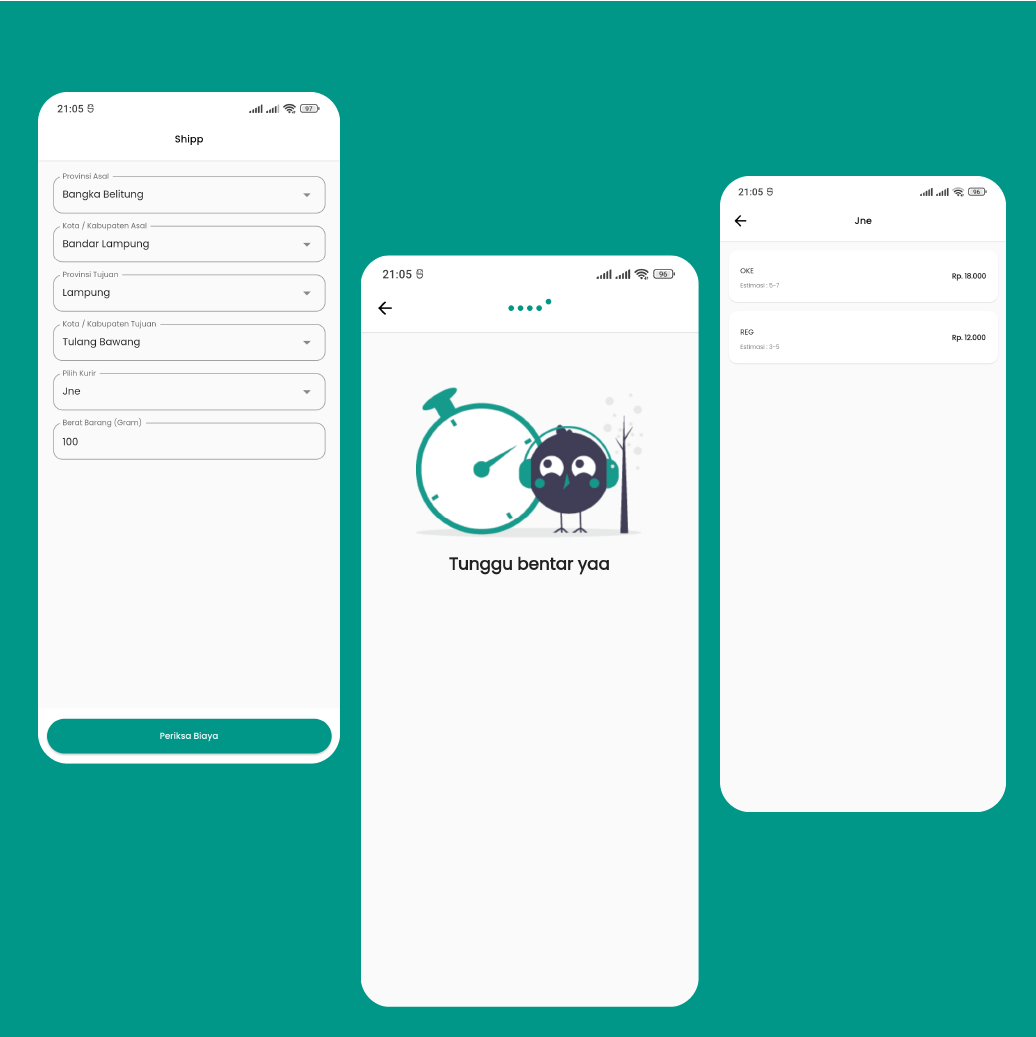 21:05
97
Shipp
Provinsi Asal
Bangka Belitung
Kota / Kabupaten Asal
Bandar Lampung
Provinsi Tujuan
Lampung
Kota / Kabupaten Tujuan
Tulang Bawang
Pilih Kurir
Jne
Berat Barang (Gram)
100
Periksa Biaya
21:05
96
Tunggu bentar yaa
21:05
96
Jne
OKE
Rp. 18.000
Estimasi : 5-7
REG
Rp. 12.000
Estimasi : 3-5